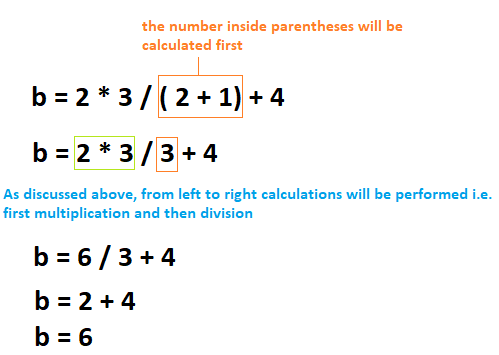 the number inside parentheses will be
calculated first
b = 2 * 3 / ( 2 + 1) + 4
b = 2 * 3 / 3 + 4
As discussed above, from left to right calculations will be performed i.e.
first multiplication and then division
b = 6 / 3 + 4
b = 2 + 4
b = 6